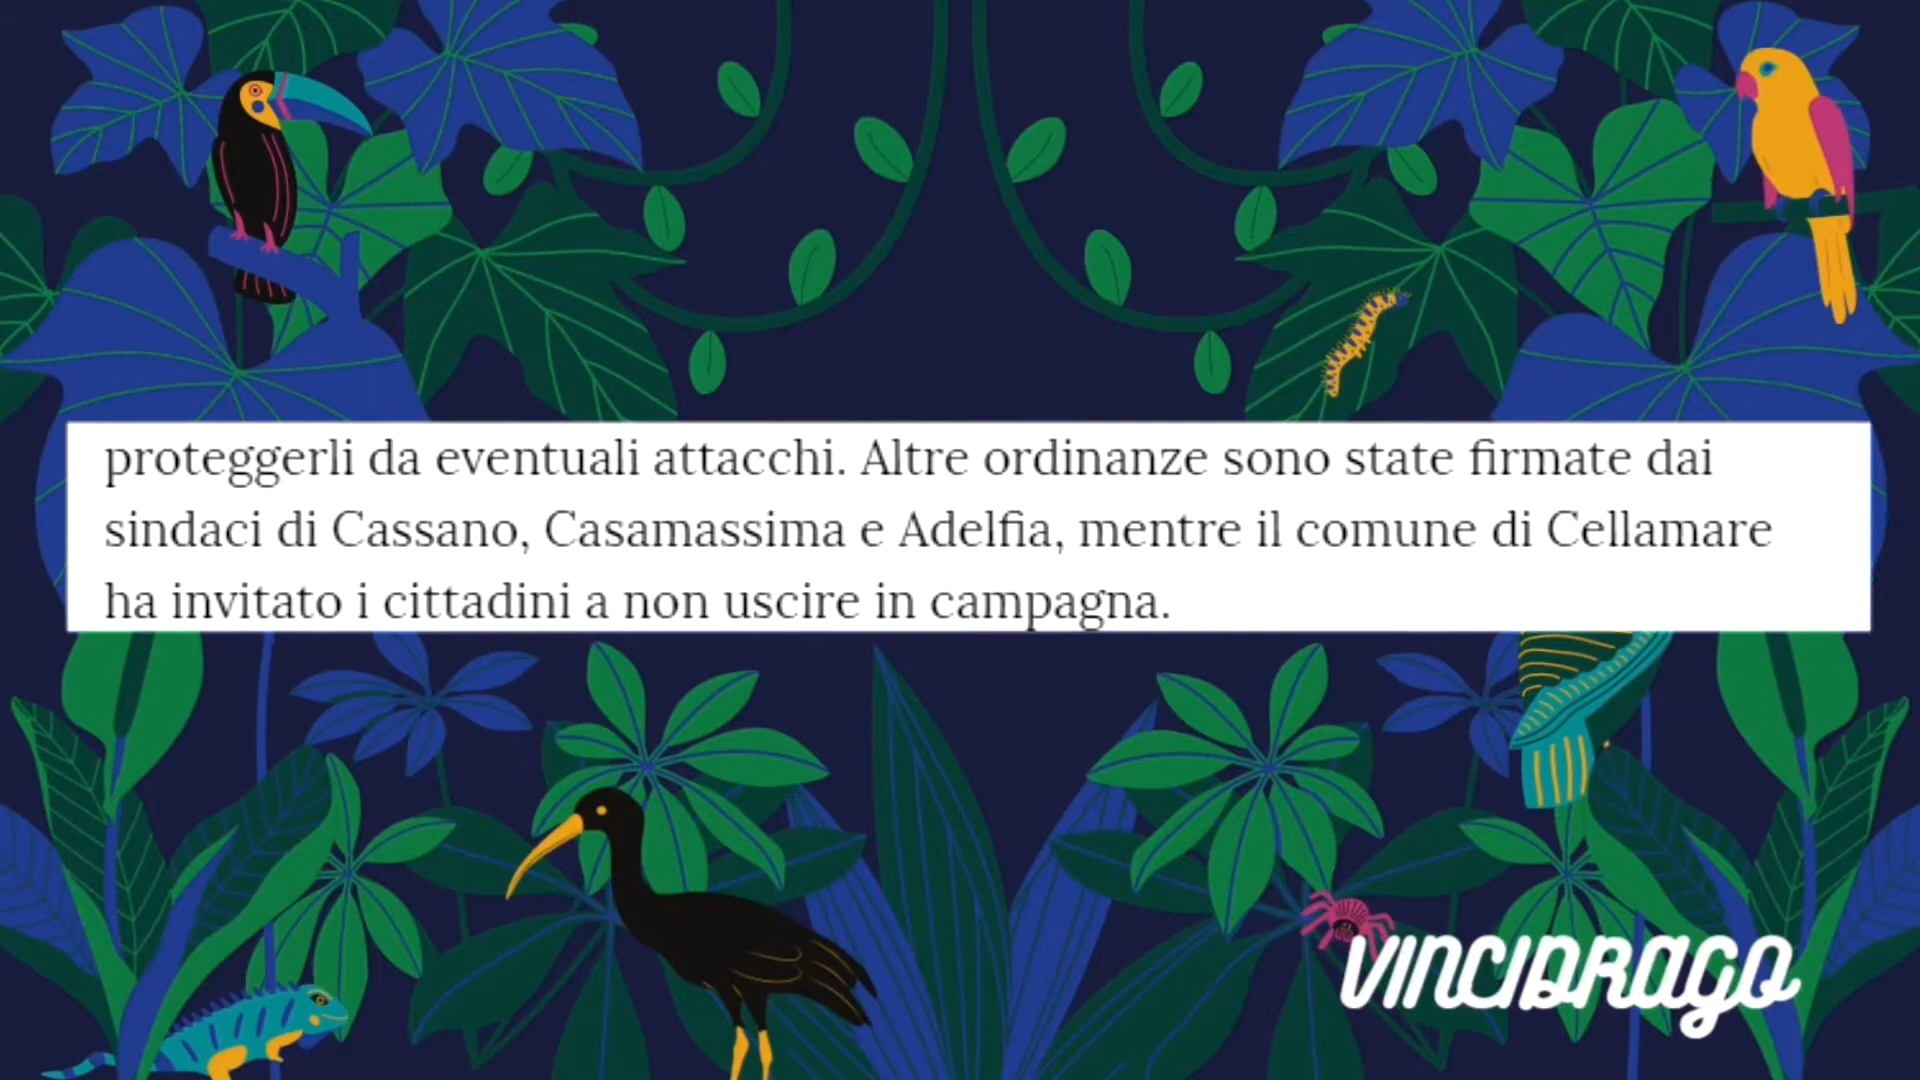 proteggerli da eventuali attacchi. Altre ordinanze sono state firmate dai
sindaci di Cassano, Casamassima e Adelfia, mentre il comune di Cellamare
ha invitato i cittadini a non uscire in campagna.
VINCIDRAGO